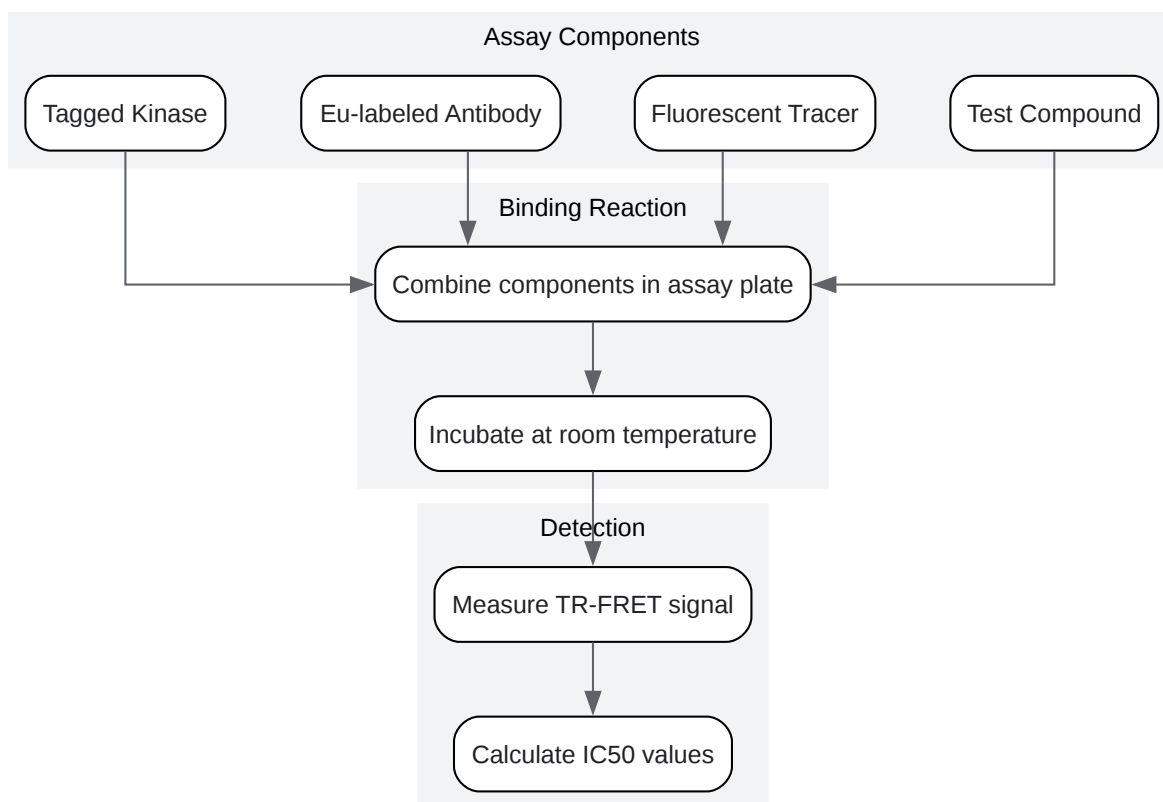 Assay Components
Tagged Kinase
Eu-labeled Antibody
Fluorescent Tracer
Test Compound
Binding Reaction
Combine components in assay plate
Incubate at room temperature
Detection
Measure TR-FRET signal
Calculate IC50 values